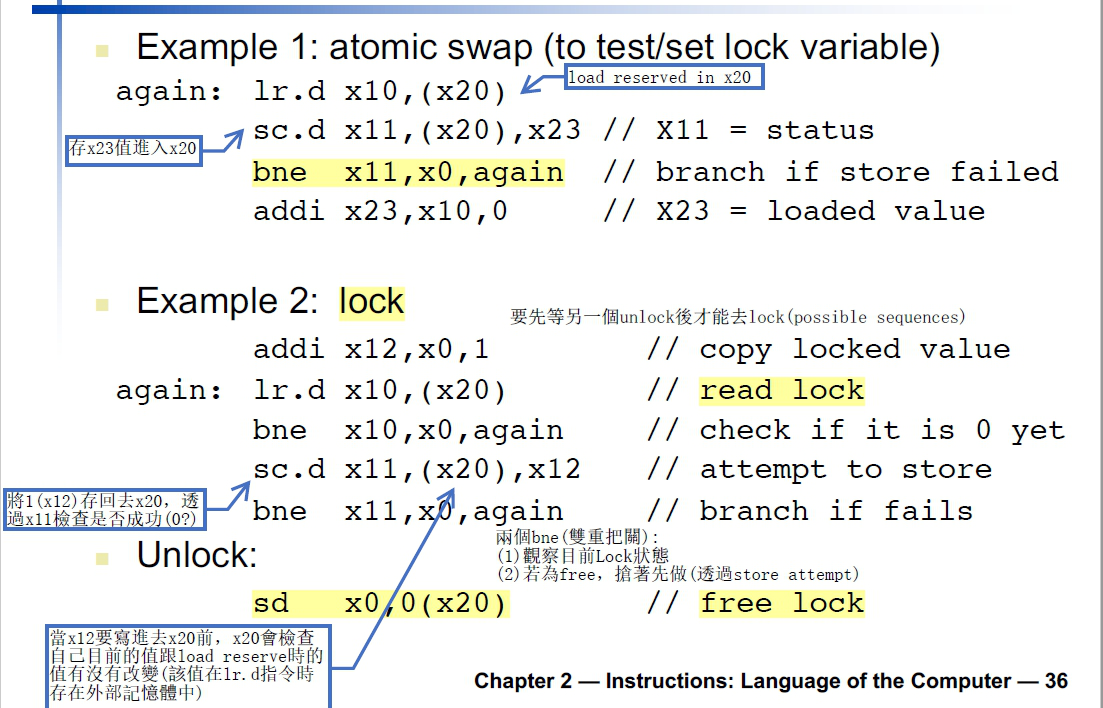 Example 1: atomic swap (to test/set lock variable)
load reserved in x20
again: lr.d x10,(x20)
sc.d x11,(x20),x23 // X11 = status
存x23值進入x20
bne x11,x0,again // branch if store failed
addi x23,x10,0 // X23 = loaded value
Example 2: lock
要先等另一個unlock後才能去lock(possible sequences)
addi x12,x0,1 // copy locked value
again: lr.d x10,(x20) // read lock
bne x10,x0,again // check if it is 0 yet
sc.d x11,(x20),x12 // attempt to store
將1(x12)存回去x20, 透
過x11檢查是否成功(0?)
bne x11,x0,again // branch if fails
兩個bne(雙重把關):
(1)觀察目前Lock狀態
(2)若為free, 搶著先做(透過store attempt)
Unlock:
sd x0,0(x20) // free lock
當x12要寫進去x20前, x20會檢查
自己目前的值跟load reserve時的
值有沒有改變(該值在lr.d指令時
存在外部記憶體中)
Chapter 2 — Instructions: Language of the Computer — 36